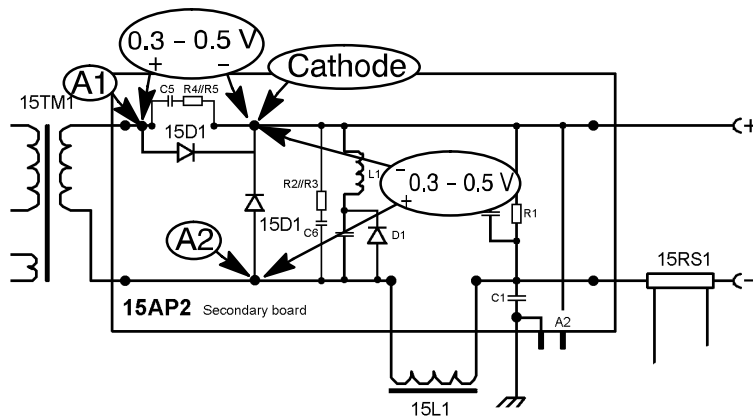 0.3 – 0.5 V
+ –
A1
Cathode
C5 R4//R5
15TM1
+
15D1
L1
–
0.3 – 0.5 V
+
R2//R3
15D1
C6
R1
D1
A2
15RS1
15AP2 Secondary board
C1
A2
–
15L1